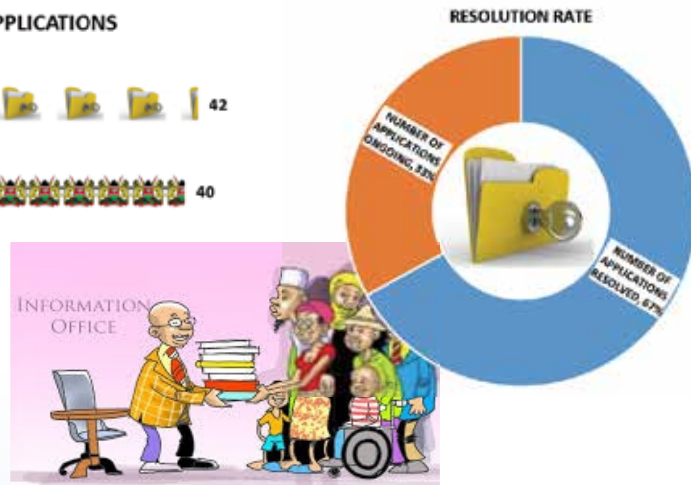 PPLICATIONS
42
40
RESOLUTION RATE
NUMBER OF
APPLICATIONS
ONGOING, 33%
NUMBER OF
APPLICATIONS
RESOLVED, 67%
INFORMATION
OFFICE